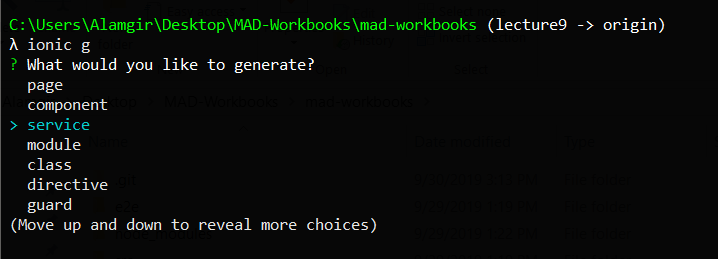 C:\Users\Alamgir\Desktop\MAD-Workbooks\mad-workbooks (lecture9 -> origin)
λ ionic g
? What would you like to generate?
page
component
> service
module
class
directive
guard
(Move up and down to reveal more choices)